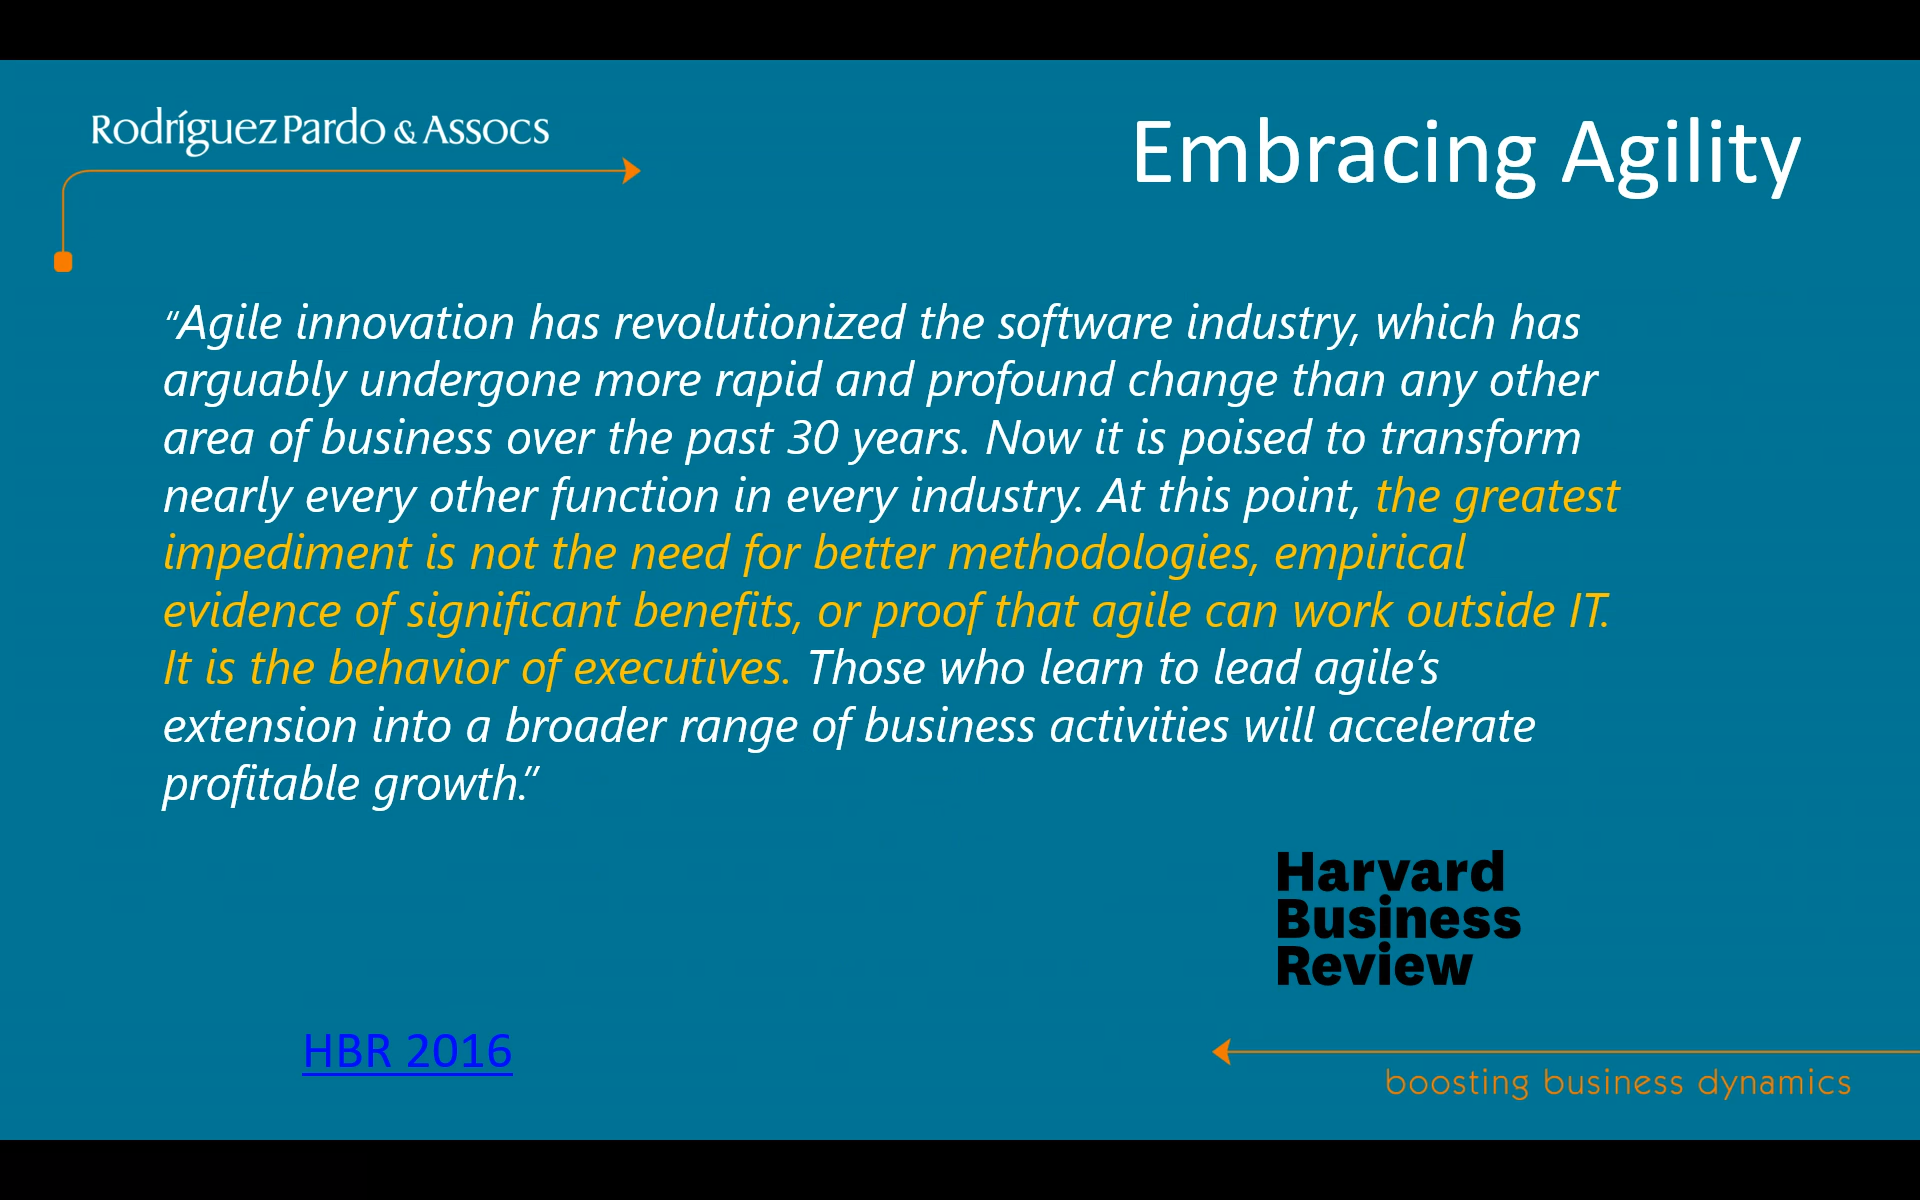 Rodríguez Pardo & Assocs
Embracing Agility
“Agile innovation has revolutionized the software industry, which has
arguably undergone more rapid and profound change than any other
area of business over the past 30 years. Now it is poised to transform
nearly every other function in every industry. At this point, the greatest
impediment is not the need for better methodologies, empirical
evidence of significant benefits, or proof that agile can work outside IT.
It is the behavior of executives. Those who learn to lead agile’s
extension into a broader range of business activities will accelerate
profitable growth.”
Harvard
Business
Review
HBR 2016
boosting business dynamics